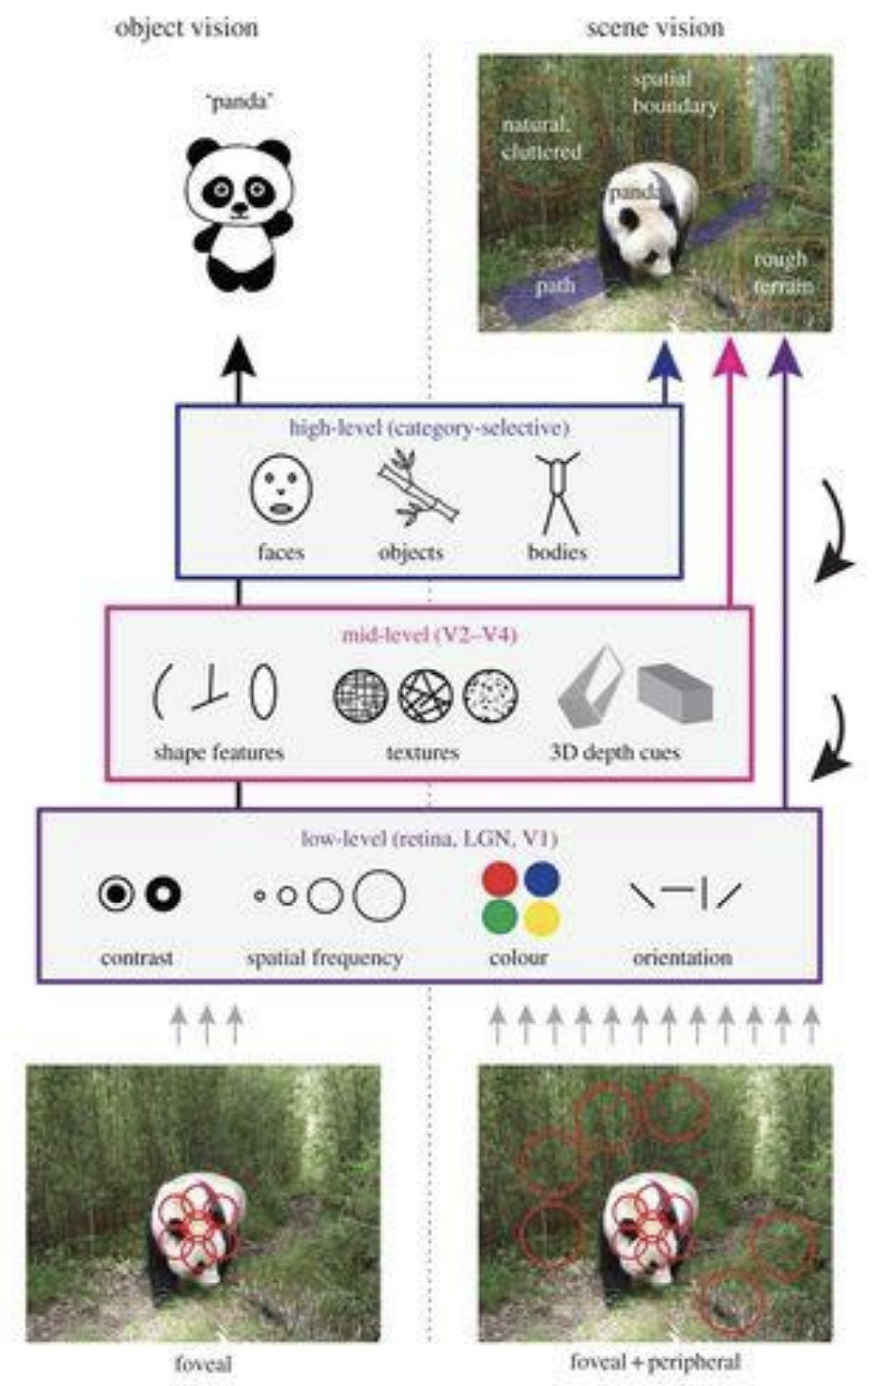 object vision
scene vision
"panda"
spatial
boundary
natural,
cluttered
panda
rough
terrain
path
high-level (category-selective)
faces
objects
bodies
mid-level (V2–V4)
shape features
textures
3D depth cues
low-level (retina, LGN, V1)
contrast
spatial frequency
colour
orientation
foveal
foveal + peripheral